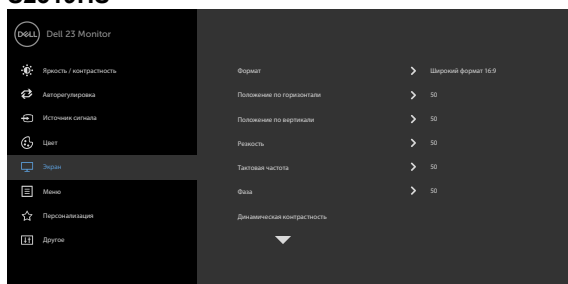 DELL Dell 23 Monitor
Яркость / контрастность
Авторегулировка
Источник сигнала
Цвет
Экран
Меню
Персонализация
Другое
Формат Широкий формат 16:9
Положение по горизонтали 50
Положение по вертикали 50
Резкость 50
Тактовая частота 50
Фаза 50
Динамическая контрастность